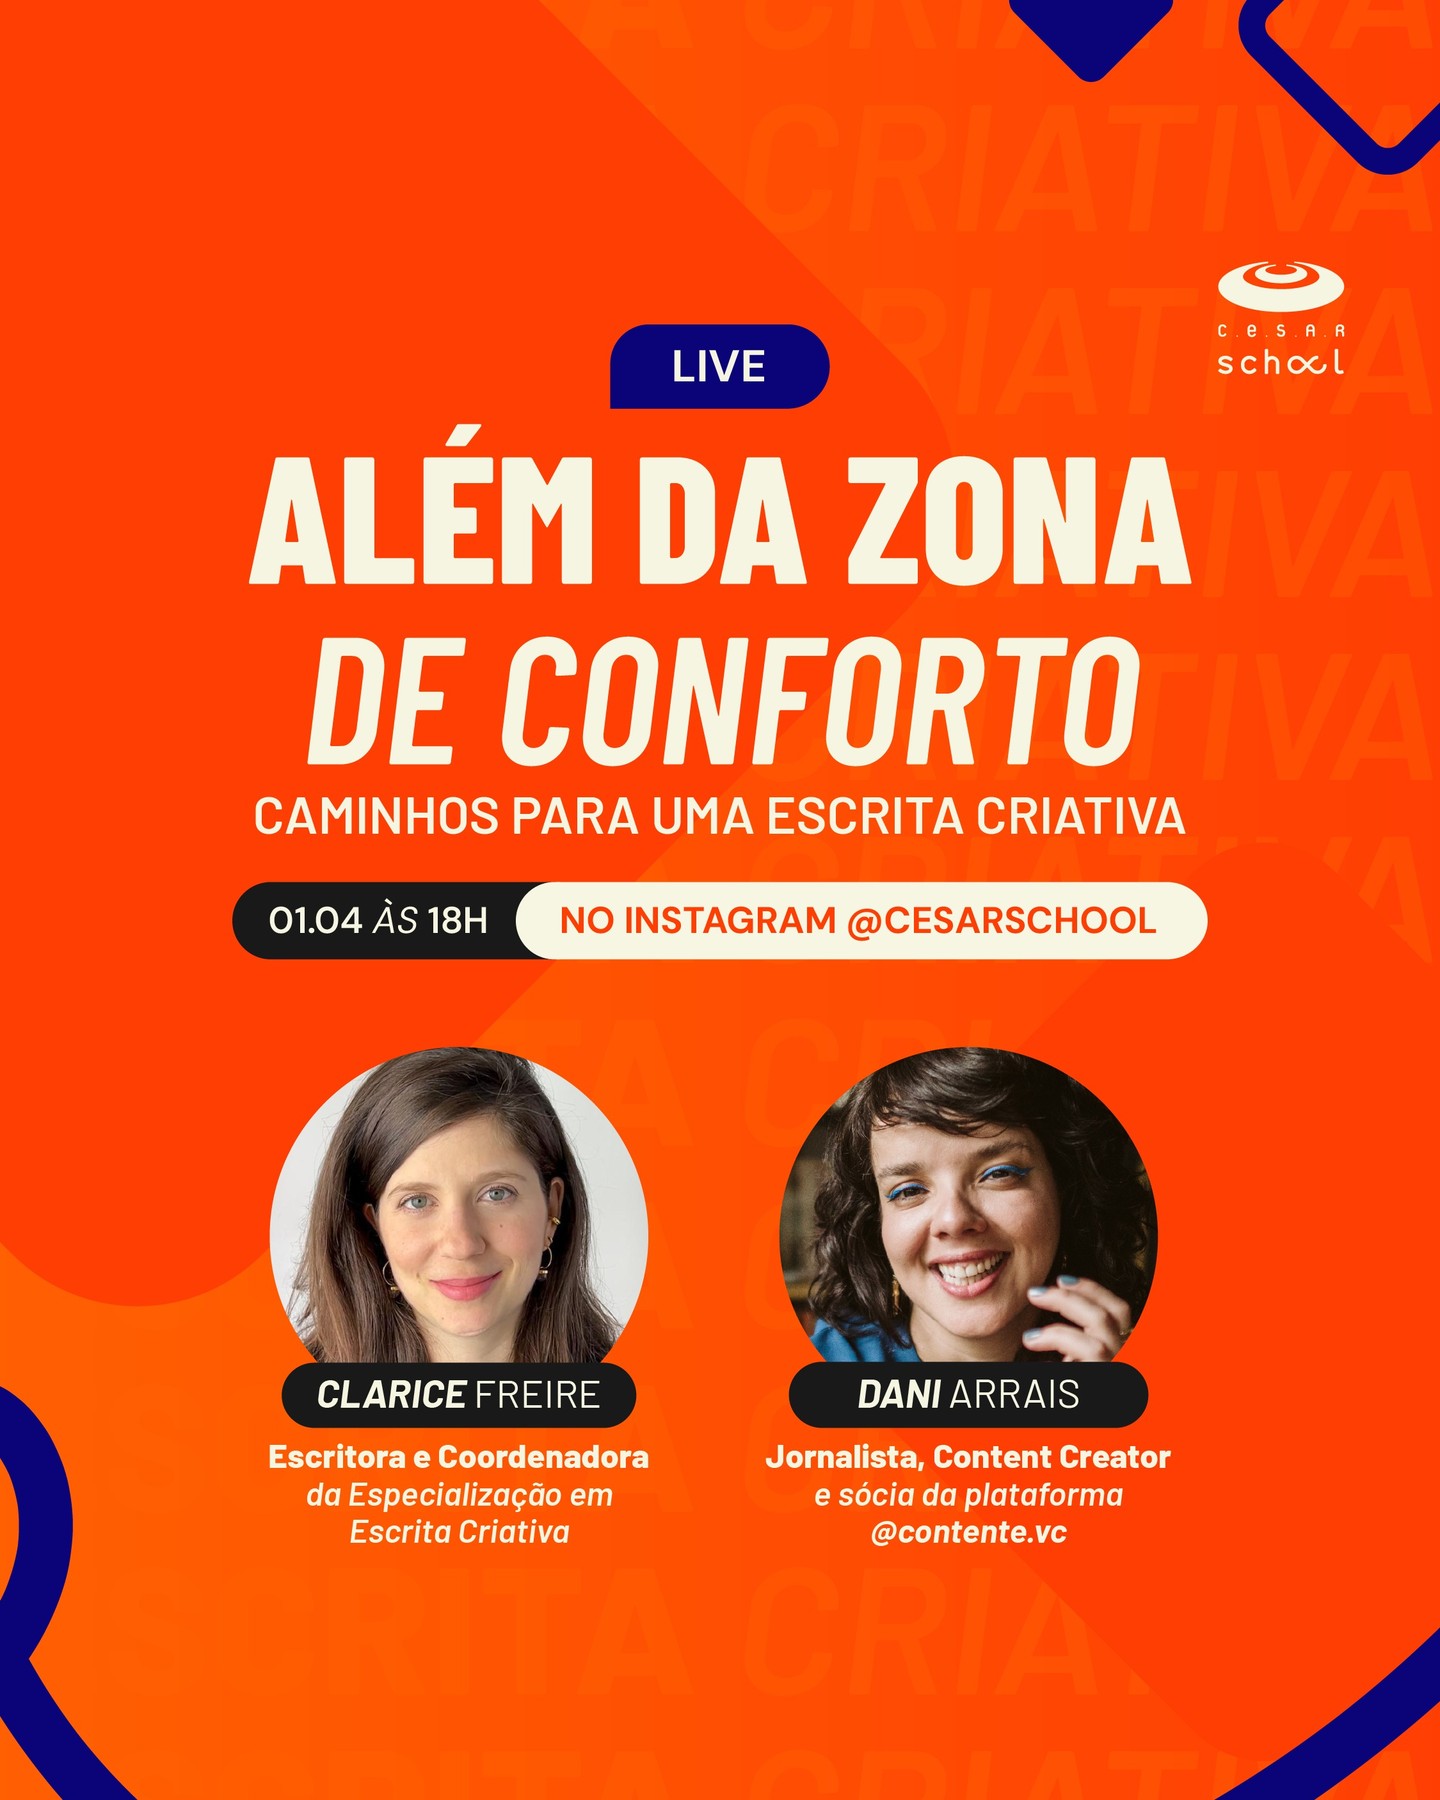 C.e.S.A.R
school
LIVE
ALÉM DA ZONA
DE CONFORTO
CAMINHOS PARA UMA ESCRITA CRIATIVA
01.04 ÀS 18H NO INSTAGRAM @CESARSCHOOL
CLARICE FREIRE
Escritora e Coordenadora
da Especialização em
Escrita Criativa
DANI ARRAIS
Jornalista, Content Creator
e sócia da plataforma
@contente.vc